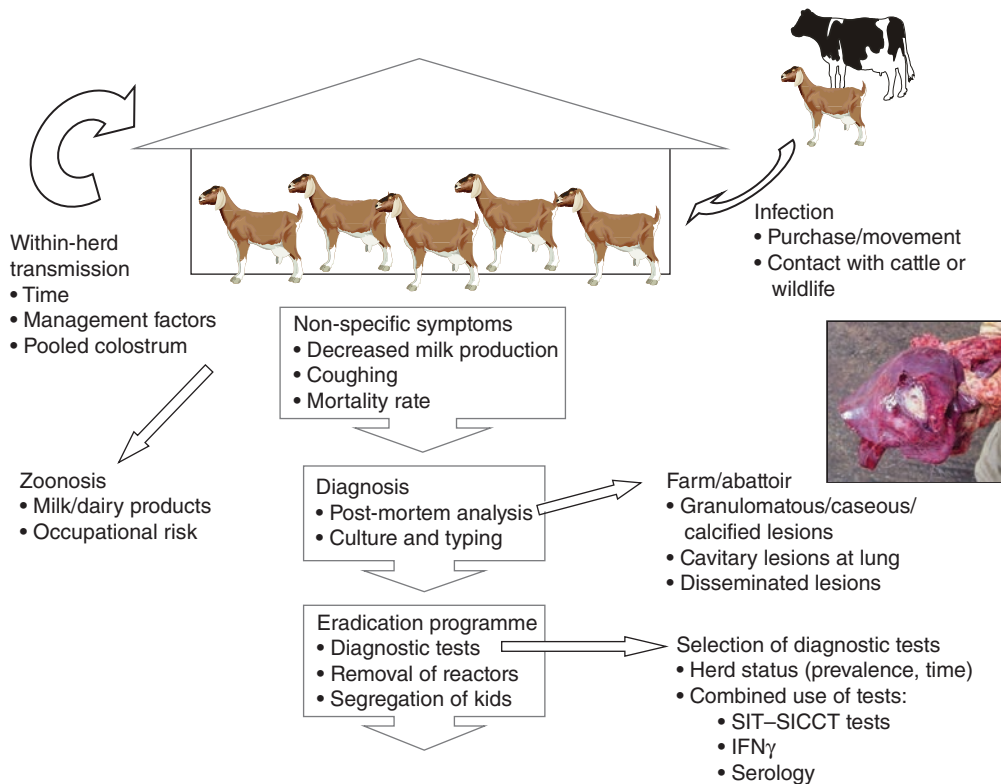 Infection
• Purchase/movement
• Contact with cattle or
wildlife
Within-herd
transmission
• Time
• Management factors
• Pooled colostrum
Non-specific symptoms
• Decreased milk production
• Coughing
• Mortality rate
Zoonosis
• Milk/dairy products
• Occupational risk
Diagnosis
• Post-mortem analysis
• Culture and typing
Farm/abattoir
• Granulomatous/caseous/
calcified lesions
• Cavitary lesions at lung
• Disseminated lesions
Eradication programme
• Diagnostic tests
• Removal of reactors
• Segregation of kids
Selection of diagnostic tests
• Herd status (prevalence, time)
• Combined use of tests:
• SIT–SICCT tests
• IFNγ
• Serology